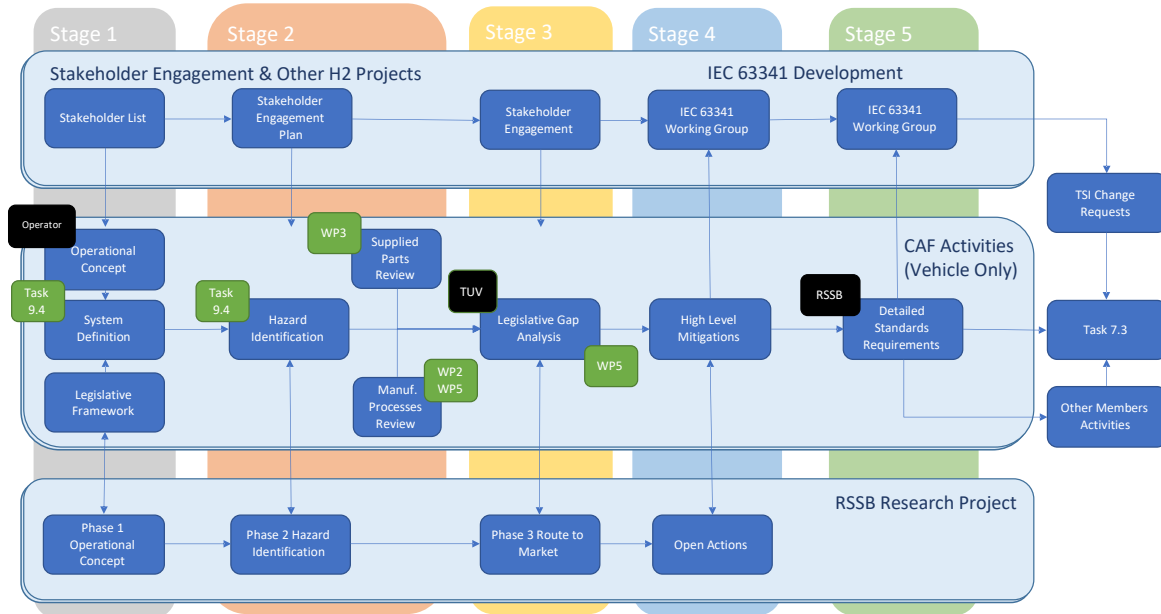 Stage 1
Stage 2
Stage 3
Stage 4
Stage 5
Stakeholder Engagement & Other H2 Projects
IEC 63341 Development
Stakeholder List
Stakeholder
Engagement
Plan
Stakeholder
Engagement
IEC 63341
Working Group
IEC 63341
Working Group
TSI Change
Requests
Operator
Operational
Concept
WP3
Supplied
Parts
Review
CAF Activities
(Vehicle Only)
Task
9.4
System
Definition
Task
9.4
Hazard
Identification
TUV
Legislative Gap
Analysis
WP5
High Level
Mitigations
RSSB
Detailed
Standards
Requirements
Task 7.3
Legislative
Framework
WP2
WP5
Manuf.
Processes
Review
Other Members
Activities
RSSB Research Project
Phase 1
Operational
Concept
Phase 2 Hazard
Identification
Phase 3 Route to
Market
Open Actions